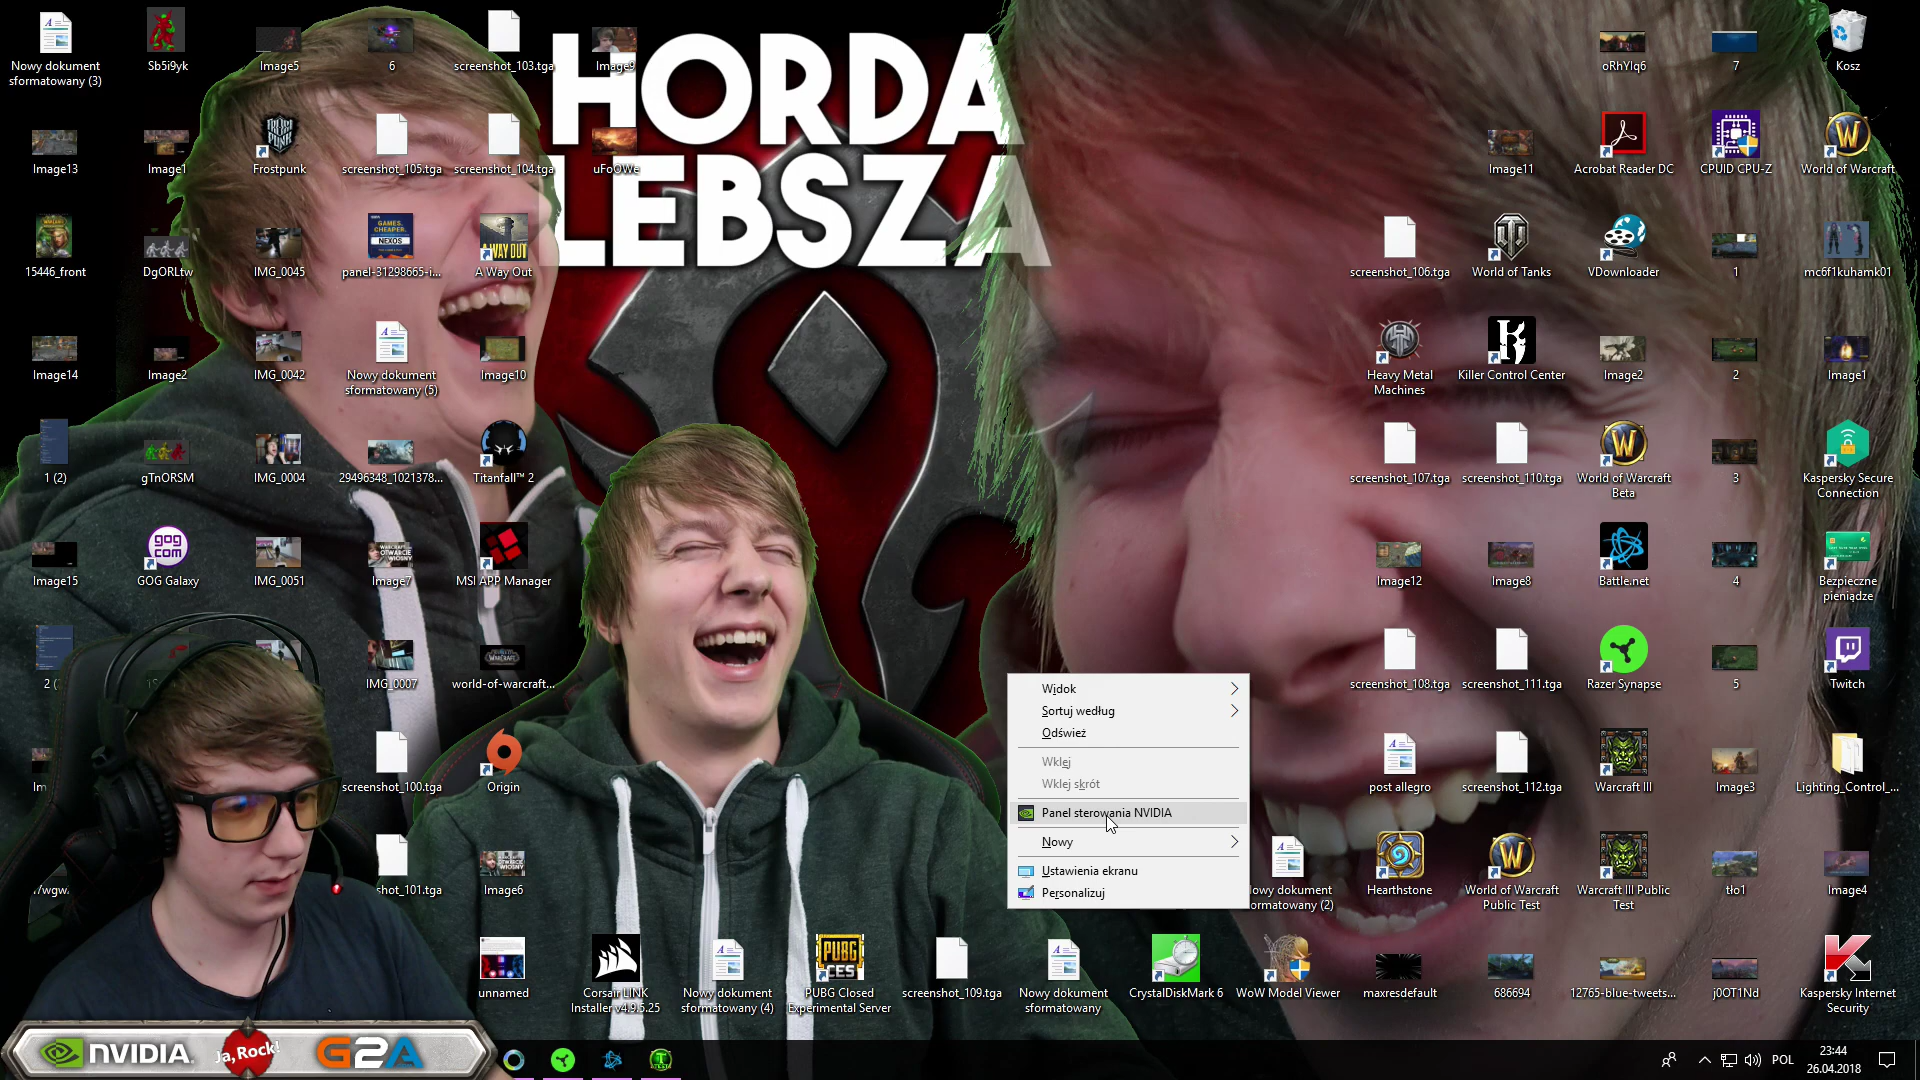 HORDA
LEBSZA
Nowy dokument
sformatowany (3)
Sb5i9yk
Image5
6
screenshot_103.tga
Image9
oRhYlq6
7
Kosz
Image13
Image1
Frostpunk
screenshot_105.tga
screenshot_104.tga
uFoOWe
Image11
Acrobat Reader DC
CPUID CPU-Z
World of Warcraft
15446_front
DgORLtw
IMG_0045
panel-31298665-i...
A Way Out
screenshot_106.tga
World of Tanks
VDownloader
1
mc6f1kuhamk01
Image14
Image2
IMG_0042
Nowy dokument
sformatowany (5)
Image10
Heavy Metal
Machines
Killer Control Center
Image2
2
Image1
1 (2)
gTnORSM
IMG_0004
29496348_1021378...
Titanfall™ 2
screenshot_107.tga
screenshot_110.tga
World of Warcraft
Beta
3
Kaspersky Secure
Connection
Image15
GOG Galaxy
IMG_0051
Image7
MSI APP Manager
Image12
Image8
Battle.net
4
Bezpieczne
pieniądze
2 (
IMG_0007
world-of-warcraft...
screenshot_108.tga
screenshot_111.tga
Razer Synapse
5
Twitch
Im
screenshot_100.tga
Origin
post allegro
screenshot_112.tga
Warcraft III
Image3
Lighting_Control_...
shot_101.tga
Image6
Nowy dokument
sformatowany (2)
Hearthstone
World of Warcraft
Public Test
Warcraft III Public
Test
tło1
Image4
unnamed
Corsair LINK
Installer v4.9.5.25
Nowy dokument
sformatowany (4)
PUBG Closed
Experimental Server
screenshot_109.tga
Nowy dokument
sformatowany
CrystalDiskMark 6
WoW Model Viewer
maxresdefault
686694
12765-blue-tweets...
j0OT1Nd
Kaspersky Internet
Security
Widok
Sortuj według
Odśwież
Wklej
Wklej skrót
Panel sterowania NVIDIA
Nowy
Ustawienia ekranu
Personalizuj
NVIDIA. Ja, Rock! G2A
POL
23:44
26.04.2018